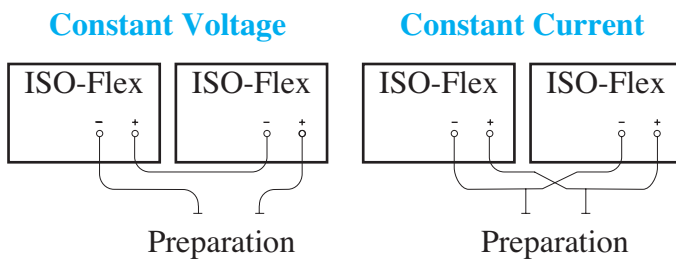 Constant Voltage Constant Current
ISO-Flex ISO-Flex ISO-Flex ISO-Flex
- + - + - + - +
Preparation Preparation